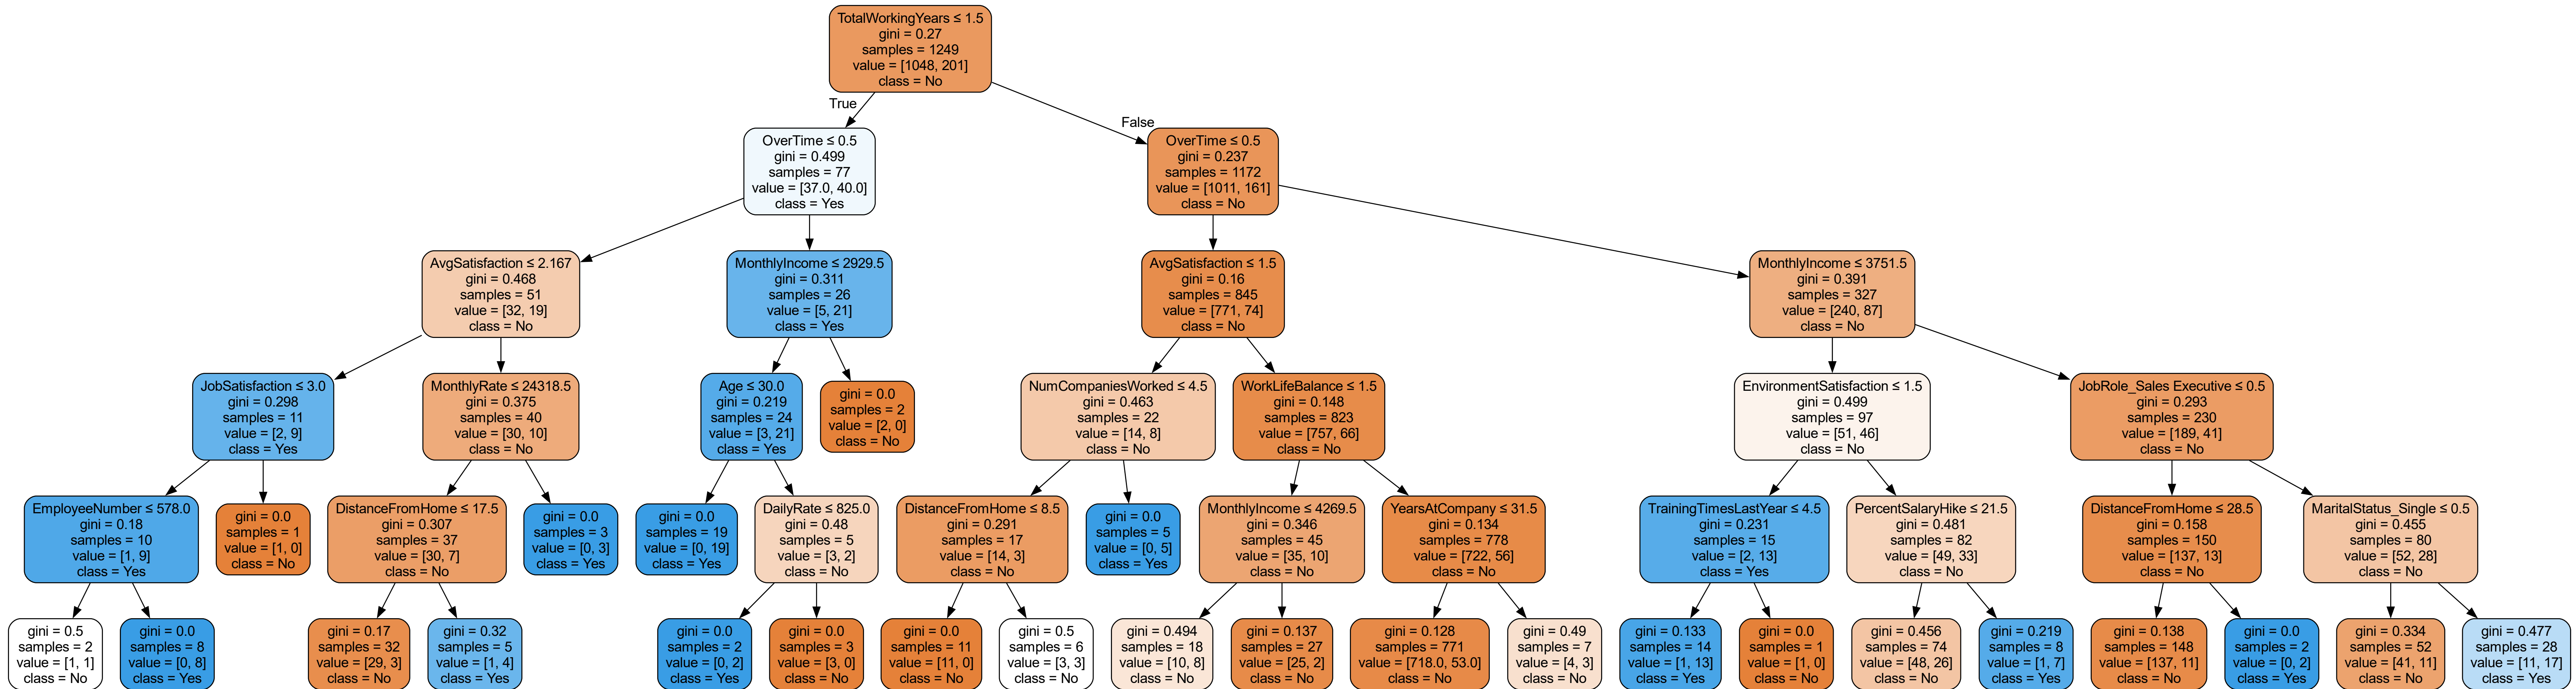 TotalWorkingYears ≤ 1.5
gini = 0.27
samples = 1249
value = [1048, 201]
class = No
True
False
OverTime ≤ 0.5
gini = 0.499
samples = 77
value = [37.0, 40.0]
class = Yes
OverTime ≤ 0.5
gini = 0.237
samples = 1172
value = [1011, 161]
class = No
AvgSatisfaction ≤ 2.167
gini = 0.468
samples = 51
value = [32, 19]
class = No
MonthlyIncome ≤ 2929.5
gini = 0.311
samples = 26
value = [5, 21]
class = Yes
AvgSatisfaction ≤ 1.5
gini = 0.16
samples = 845
value = [771, 74]
class = No
MonthlyIncome ≤ 3751.5
gini = 0.391
samples = 327
value = [240, 87]
class = No
JobSatisfaction ≤ 3.0
gini = 0.298
samples = 11
value = [2, 9]
class = Yes
MonthlyRate ≤ 24318.5
gini = 0.375
samples = 40
value = [30, 10]
class = No
Age ≤ 30.0
gini = 0.219
samples = 24
value = [3, 21]
class = Yes
gini = 0.0
samples = 2
value = [2, 0]
class = No
NumCompaniesWorked ≤ 4.5
gini = 0.463
samples = 22
value = [14, 8]
class = No
WorkLifeBalance ≤ 1.5
gini = 0.148
samples = 823
value = [757, 66]
class = No
EnvironmentSatisfaction ≤ 1.5
gini = 0.499
samples = 97
value = [51, 46]
class = No
JobRole_Sales Executive ≤ 0.5
gini = 0.293
samples = 230
value = [189, 41]
class = No
EmployeeNumber ≤ 578.0
gini = 0.18
samples = 10
value = [1, 9]
class = Yes
gini = 0.0
samples = 1
value = [1, 0]
class = No
DistanceFromHome ≤ 17.5
gini = 0.307
samples = 37
value = [30, 7]
class = No
gini = 0.0
samples = 3
value = [0, 3]
class = Yes
gini = 0.0
samples = 19
value = [0, 19]
class = Yes
DailyRate ≤ 825.0
gini = 0.48
samples = 5
value = [3, 2]
class = No
DistanceFromHome ≤ 8.5
gini = 0.291
samples = 17
value = [14, 3]
class = No
gini = 0.0
samples = 5
value = [0, 5]
class = Yes
MonthlyIncome ≤ 4269.5
gini = 0.346
samples = 45
value = [35, 10]
class = No
YearsAtCompany ≤ 31.5
gini = 0.134
samples = 778
value = [722, 56]
class = No
TrainingTimesLastYear ≤ 4.5
gini = 0.231
samples = 15
value = [2, 13]
class = Yes
PercentSalaryHike ≤ 21.5
gini = 0.481
samples = 82
value = [49, 33]
class = No
DistanceFromHome ≤ 28.5
gini = 0.158
samples = 150
value = [137, 13]
class = No
MaritalStatus_Single ≤ 0.5
gini = 0.455
samples = 80
value = [52, 28]
class = No
gini = 0.5
samples = 2
value = [1, 1]
class = No
gini = 0.0
samples = 8
value = [0, 8]
class = Yes
gini = 0.17
samples = 32
value = [29, 3]
class = No
gini = 0.32
samples = 5
value = [1, 4]
class = Yes
gini = 0.0
samples = 2
value = [0, 2]
class = Yes
gini = 0.0
samples = 3
value = [3, 0]
class = No
gini = 0.0
samples = 11
value = [11, 0]
class = No
gini = 0.5
samples = 6
value = [3, 3]
class = No
gini = 0.494
samples = 18
value = [10, 8]
class = No
gini = 0.137
samples = 27
value = [25, 2]
class = No
gini = 0.128
samples = 771
value = [718.0, 53.0]
class = No
gini = 0.49
samples = 7
value = [4, 3]
class = No
gini = 0.133
samples = 14
value = [1, 13]
class = Yes
gini = 0.0
samples = 1
value = [1, 0]
class = No
gini = 0.456
samples = 74
value = [48, 26]
class = No
gini = 0.219
samples = 8
value = [1, 7]
class = Yes
gini = 0.138
samples = 148
value = [137, 11]
class = No
gini = 0.0
samples = 2
value = [0, 2]
class = Yes
gini = 0.334
samples = 52
value = [41, 11]
class = No
gini = 0.477
samples = 28
value = [11, 17]
class = Yes